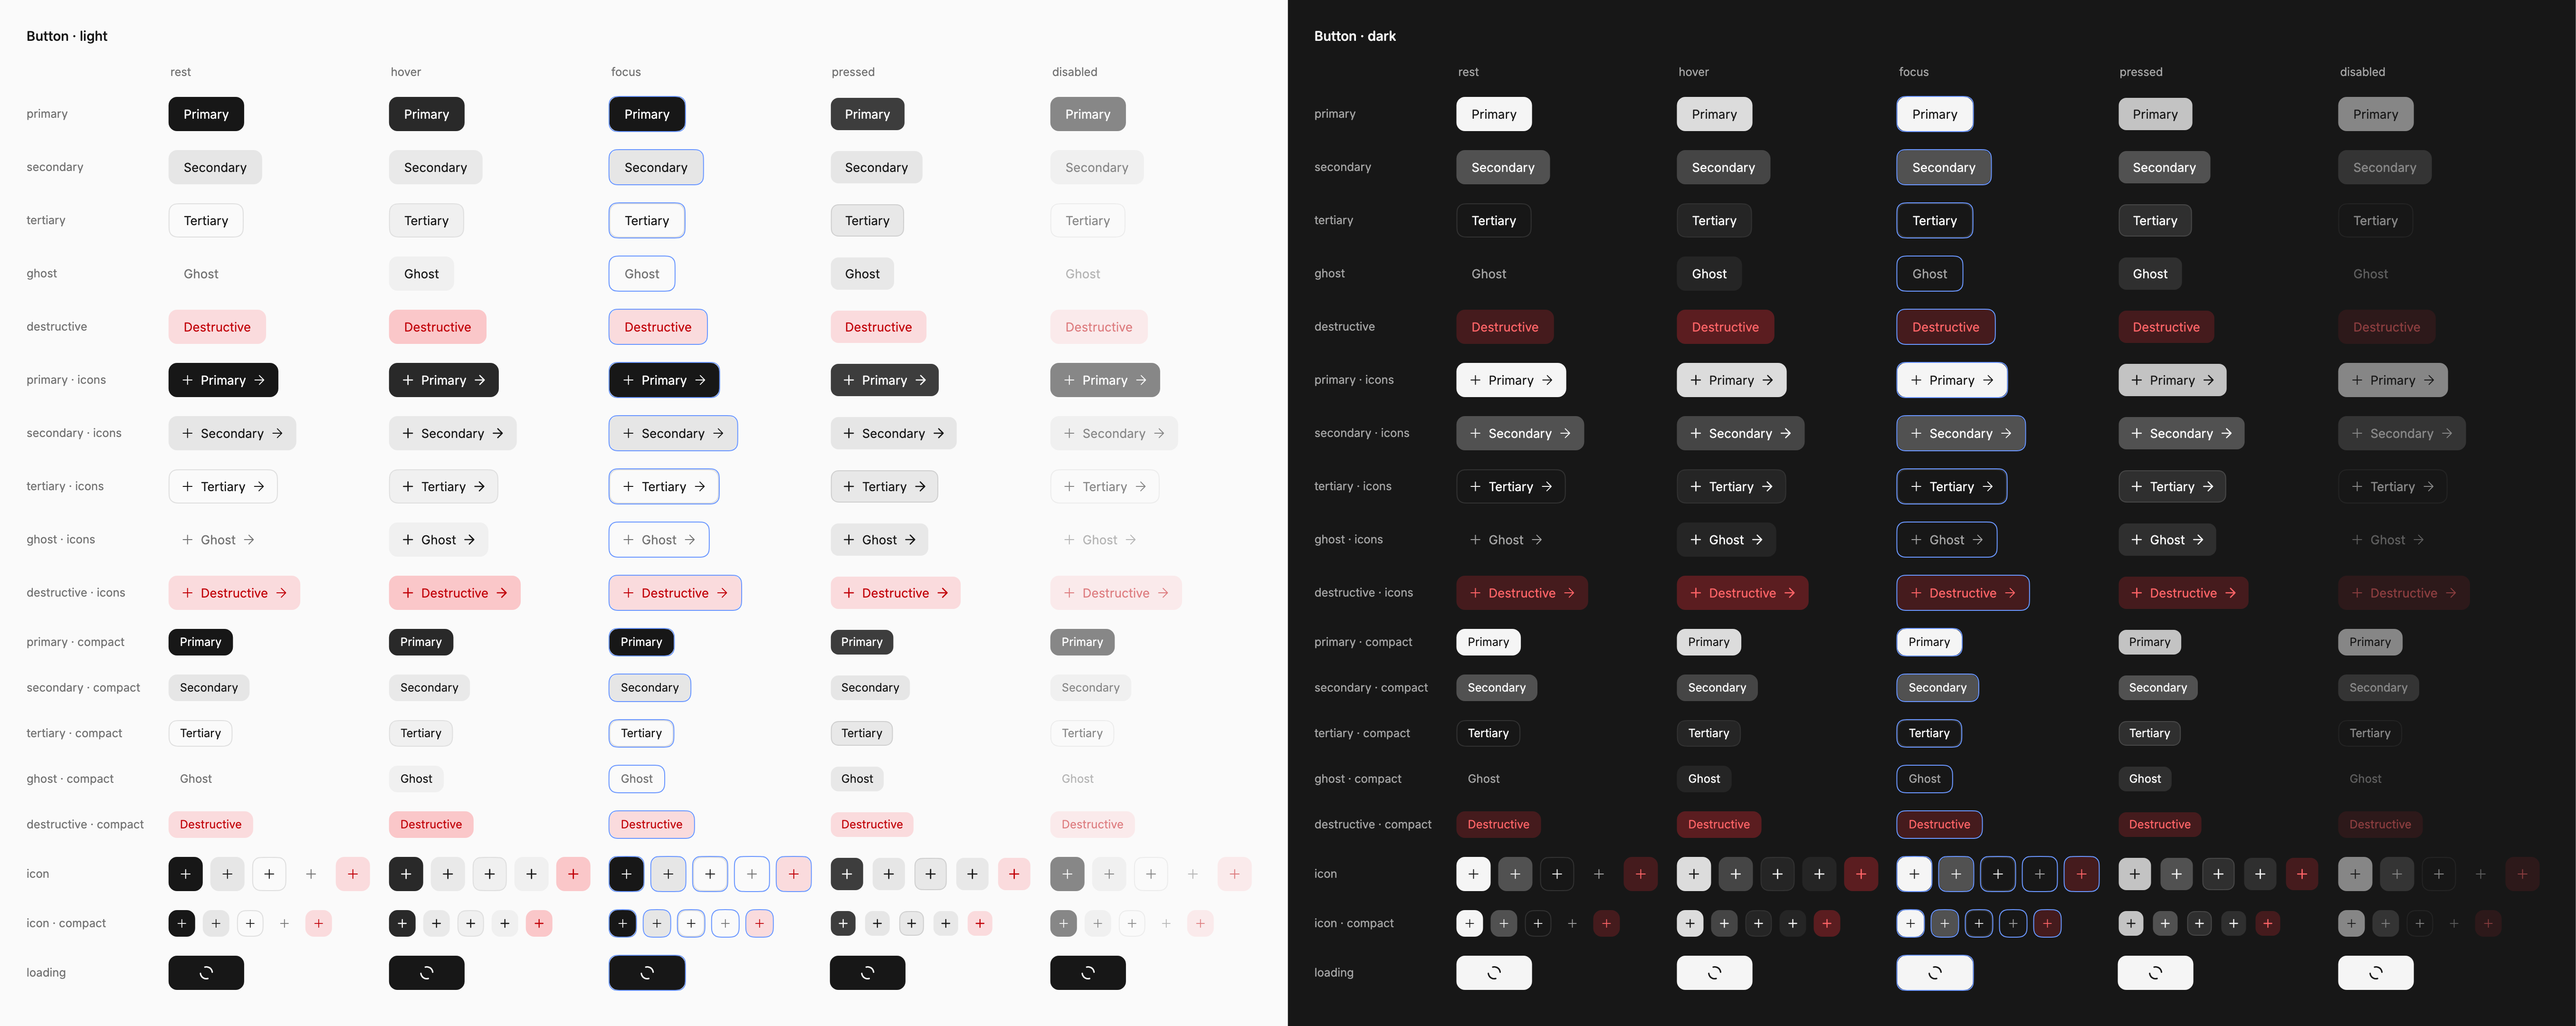 Button · light
rest hover focus pressed disabled
primary Primary Primary Primary Primary Primary
secondary Secondary Secondary Secondary Secondary Secondary
tertiary Tertiary Tertiary Tertiary Tertiary Tertiary
ghost Ghost Ghost Ghost Ghost Ghost
destructive Destructive Destructive Destructive Destructive Destructive
primary · icons + Primary → + Primary → + Primary → + Primary → + Primary →
secondary · icons + Secondary → + Secondary → + Secondary → + Secondary → + Secondary →
tertiary · icons + Tertiary → + Tertiary → + Tertiary → + Tertiary → + Tertiary →
ghost · icons + Ghost → + Ghost → + Ghost → + Ghost → + Ghost →
destructive · icons + Destructive → + Destructive → + Destructive → + Destructive → + Destructive →
primary · compact Primary Primary Primary Primary Primary
secondary · compact Secondary Secondary Secondary Secondary Secondary
tertiary · compact Tertiary Tertiary Tertiary Tertiary Tertiary
ghost · compact Ghost Ghost Ghost Ghost Ghost
destructive · compact Destructive Destructive Destructive Destructive Destructive
icon + + + + + + + + + + + + + + + + + + + + + + + + +
icon · compact + + + + + + + + + + + + + + + + + + + + + + + + +
loading
Button · dark
rest hover focus pressed disabled
primary Primary Primary Primary Primary Primary
secondary Secondary Secondary Secondary Secondary Secondary
tertiary Tertiary Tertiary Tertiary Tertiary Tertiary
ghost Ghost Ghost Ghost Ghost Ghost
destructive Destructive Destructive Destructive Destructive Destructive
primary · icons + Primary → + Primary → + Primary → + Primary → + Primary →
secondary · icons + Secondary → + Secondary → + Secondary → + Secondary → + Secondary →
tertiary · icons + Tertiary → + Tertiary → + Tertiary → + Tertiary → + Tertiary →
ghost · icons + Ghost → + Ghost → + Ghost → + Ghost → + Ghost →
destructive · icons + Destructive → + Destructive → + Destructive → + Destructive → + Destructive →
primary · compact Primary Primary Primary Primary Primary
secondary · compact Secondary Secondary Secondary Secondary Secondary
tertiary · compact Tertiary Tertiary Tertiary Tertiary Tertiary
ghost · compact Ghost Ghost Ghost Ghost Ghost
destructive · compact Destructive Destructive Destructive Destructive Destructive
icon + + + + + + + + + + + + + + + + + + + + + + + + +
icon · compact + + + + + + + + + + + + + + + + + + + + + + + + +
loading